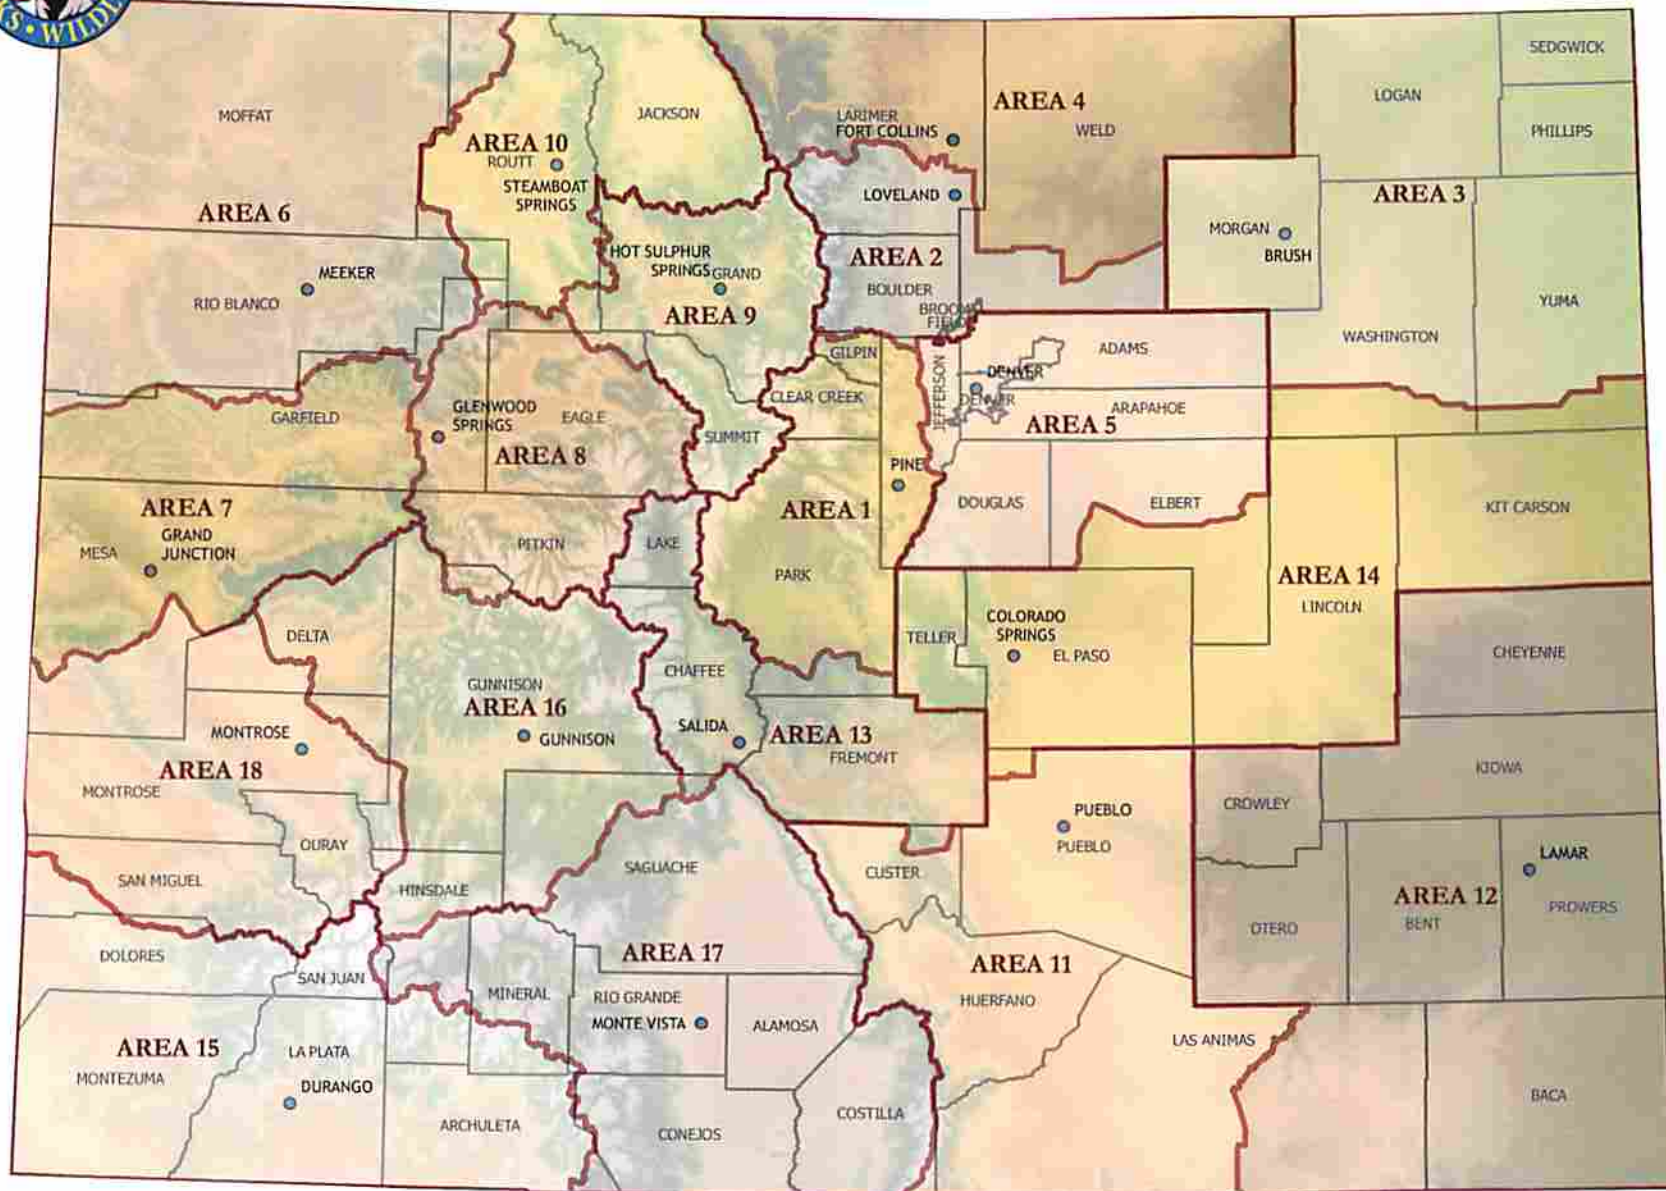 WILDL
SEDGWICK
LOGAN
MOFFAT
JACKSON
AREA 4
LARIMER
FORT COLLINS
WELD
PHILLIPS
AREA 10
ROUTT
STEAMBOAT
SPRINGS
LOVELAND
AREA 3
AREA 6
MORGAN
BRUSH
HOT SULPHUR
SPRINGS
GRAND
AREA 2
BOULDER
MEEKER
RIO BLANCO
YUMA
AREA 9
BROOM
FIELD
WASHINGTON
GILPIN
JEFFERSON
ADAMS
DENVER
DENVER
CLEAR CREEK
ARAPAHOE
AREA 5
GARFIELD
GLENWOOD
SPRINGS
EAGLE
AREA 8
SUMMIT
PINE
AREA 7
GRAND
JUNCTION
MESA
AREA 1
DOUGLAS
ELBERT
KIT CARSON
PITKIN
LAKE
PARK
AREA 14
LINCOLN
DELTA
TELLER
COLORADO
SPRINGS
EL PASO
CHEYENNE
CHAFFEE
GUNNISON
AREA 16
GUNNISON
MONTROSE
SALIDA
AREA 13
FREMONT
AREA 18
MONTROSE
KIOWA
CROWLEY
PUEBLO
PUEBLO
OURAY
LAMAR
SAN MIGUEL
HINSDALE
SAGUACHE
CUSTER
AREA 12
BENT
PROWERS
OTERO
DOLORES
SAN JUAN
AREA 17
AREA 11
MINERAL
RIO GRANDE
MONTE VISTA
ALAMOSA
HUERFANO
LAS ANIMAS
AREA 15
MONTEZUMA
LA PLATA
DURANGO
ARCHULETA
CONEJOS
COSTILLA
BACA